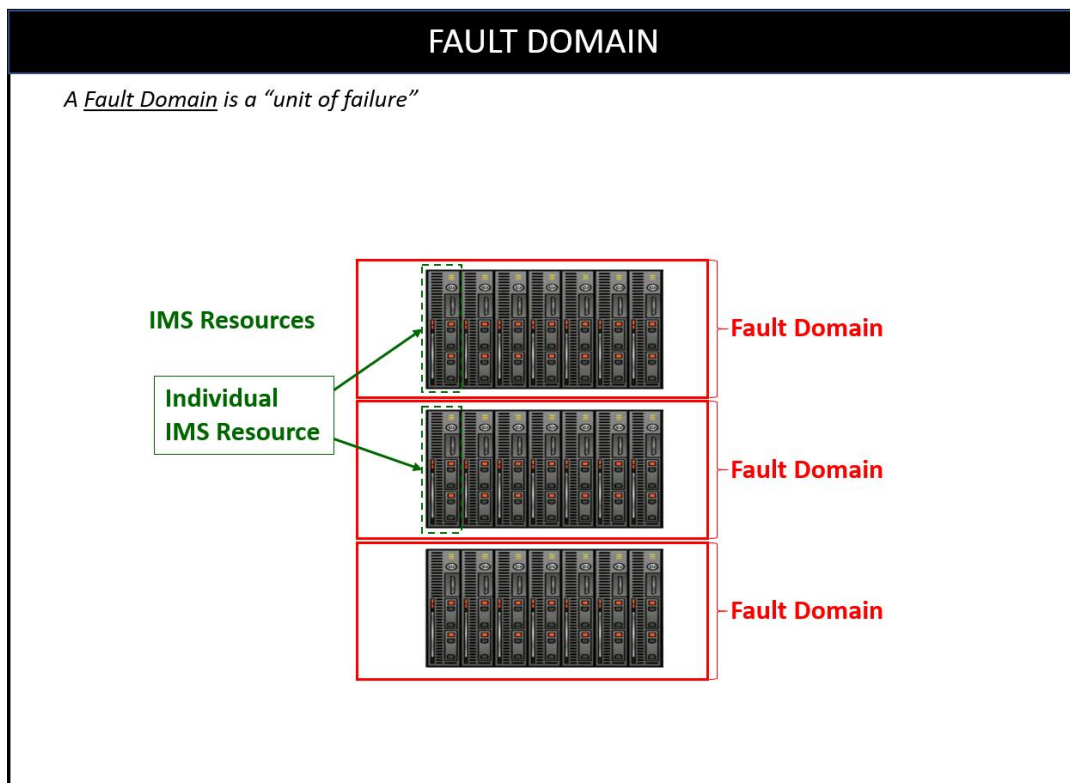 FAULT DOMAIN
A Fault Domain is a “unit of failure”
IMS Resources
Individual
IMS Resource
Fault Domain
Fault Domain
Fault Domain